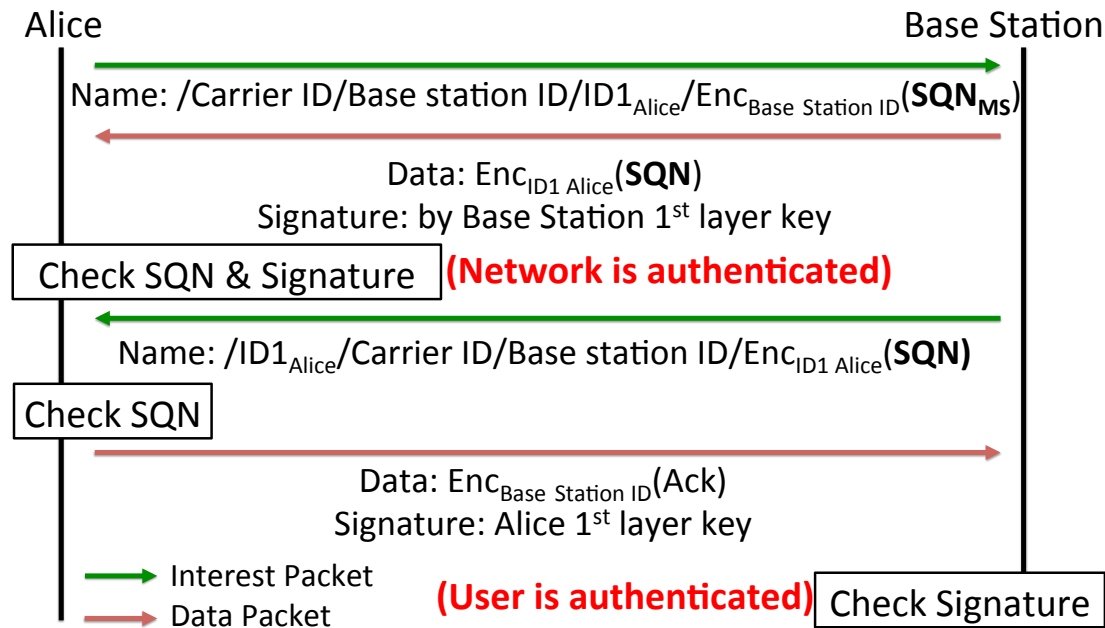 Alice
Base Station
Name: /Carrier ID/Base station ID/ID1Alice/EncBase Station ID(SQNMS)
Data: EncID1 Alice(SQN)
Signature: by Base Station 1st layer key
Check SQN & Signature
(Network is authenticated)
Name: /ID1Alice/Carrier ID/Base station ID/EncID1 Alice(SQN)
Check SQN
Data: EncBase Station ID(Ack)
Signature: Alice 1st layer key
Interest Packet
Data Packet
(User is authenticated)
Check Signature